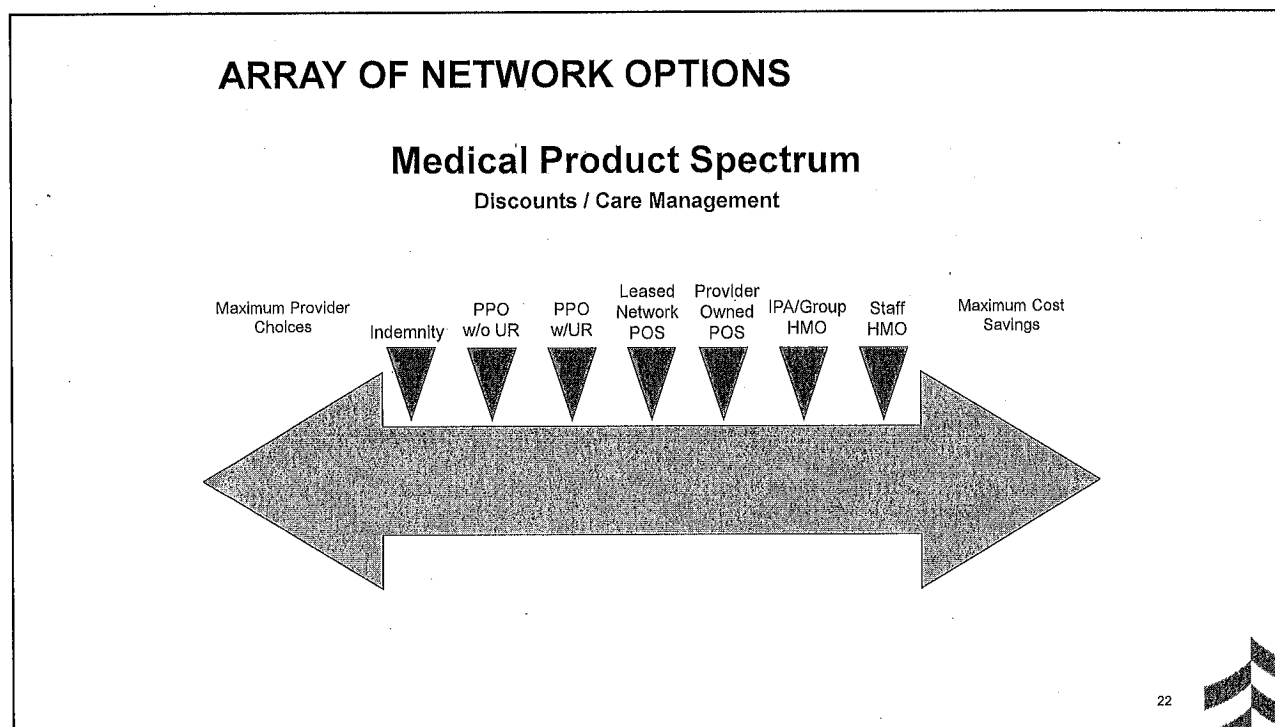 ARRAY OF NETWORK OPTIONS
Medical Product Spectrum
Discounts / Care Management
Maximum Provider
Choices
Indemnity
PPO
w/o UR
PPO
w/UR
Leased
Network
POS
Provider
Owned
POS
IPA/Group
HMO
Staff
HMO
Maximum Cost
Savings
22